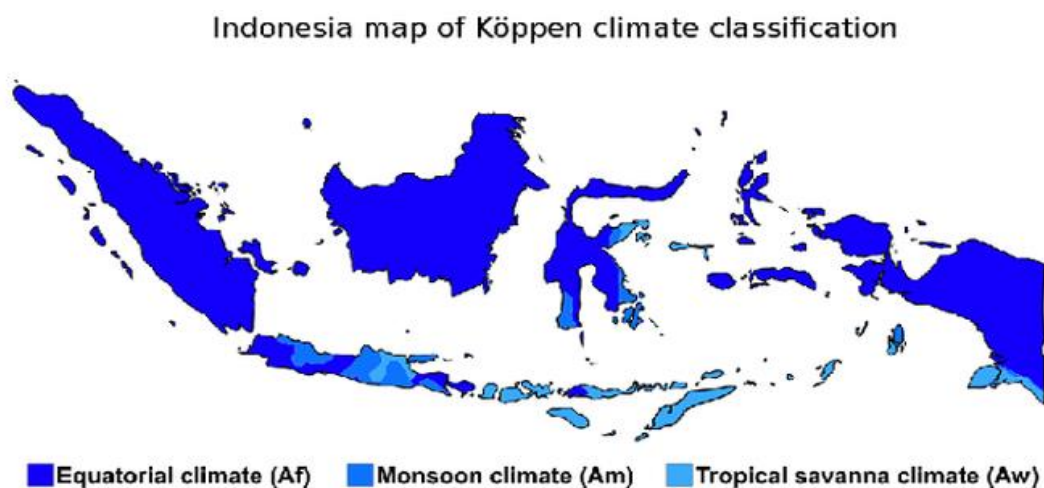 Indonesia map of Köppen climate classification
Equatorial climate (Af) Monsoon climate (Am) Tropical savanna climate (Aw)